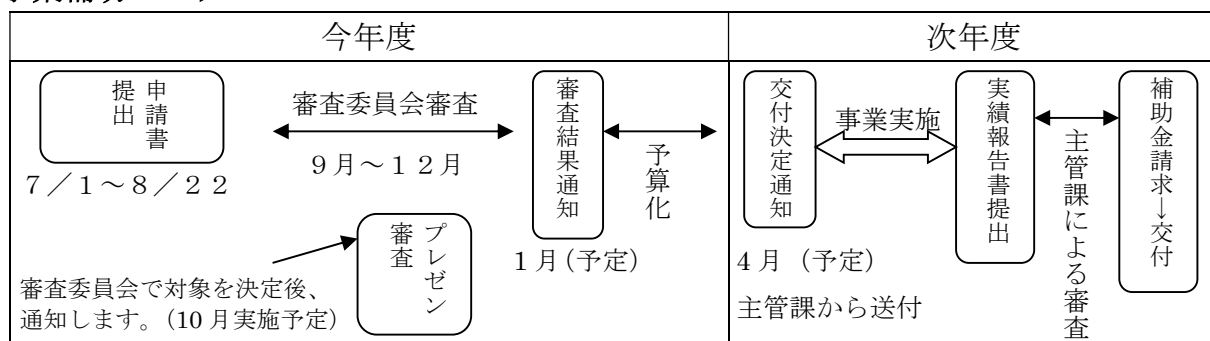 今年度
次年度
申請書
提出
7/1～8/22
審査委員会審査
9月～12月
プレゼン
審査
審査委員会で対象を決定後、
通知します。(10月実施予定)
審査結果通知
1月(予定)
予算化
交付決定通知
4月 (予定)
主管課から送付
事業実施
実績報告書提出
主管課による審査
補助金請求→交付